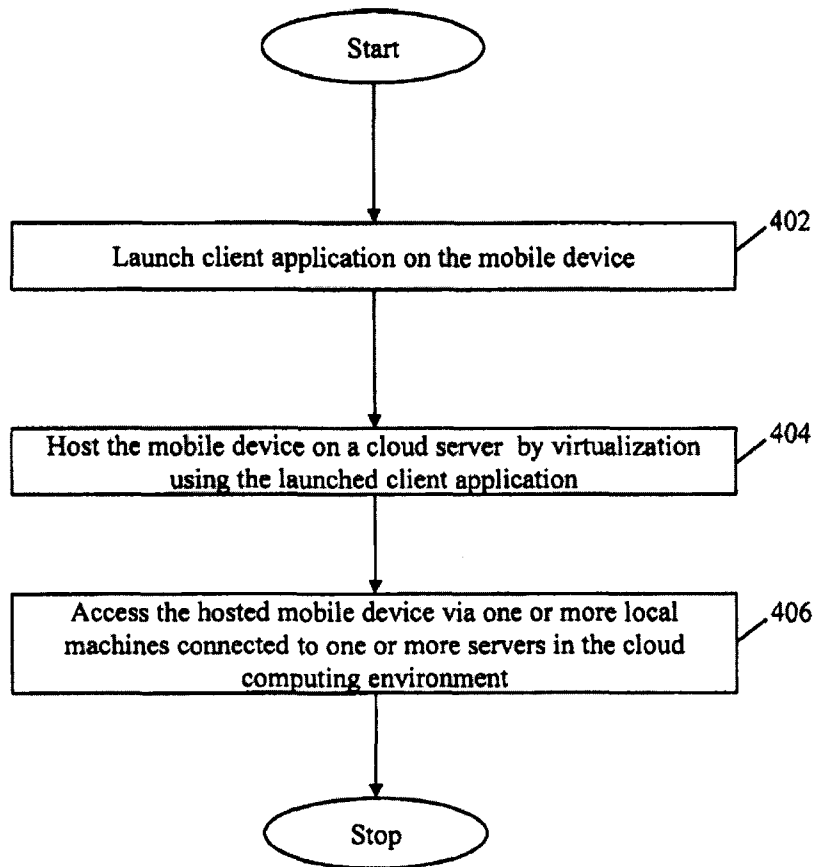 Start
Launch client application on the mobile device
402
Host the mobile device on a cloud server by virtualization
using the launched client application
404
Access the hosted mobile device via one or more local
machines connected to one or more servers in the cloud
computing environment
406
Stop